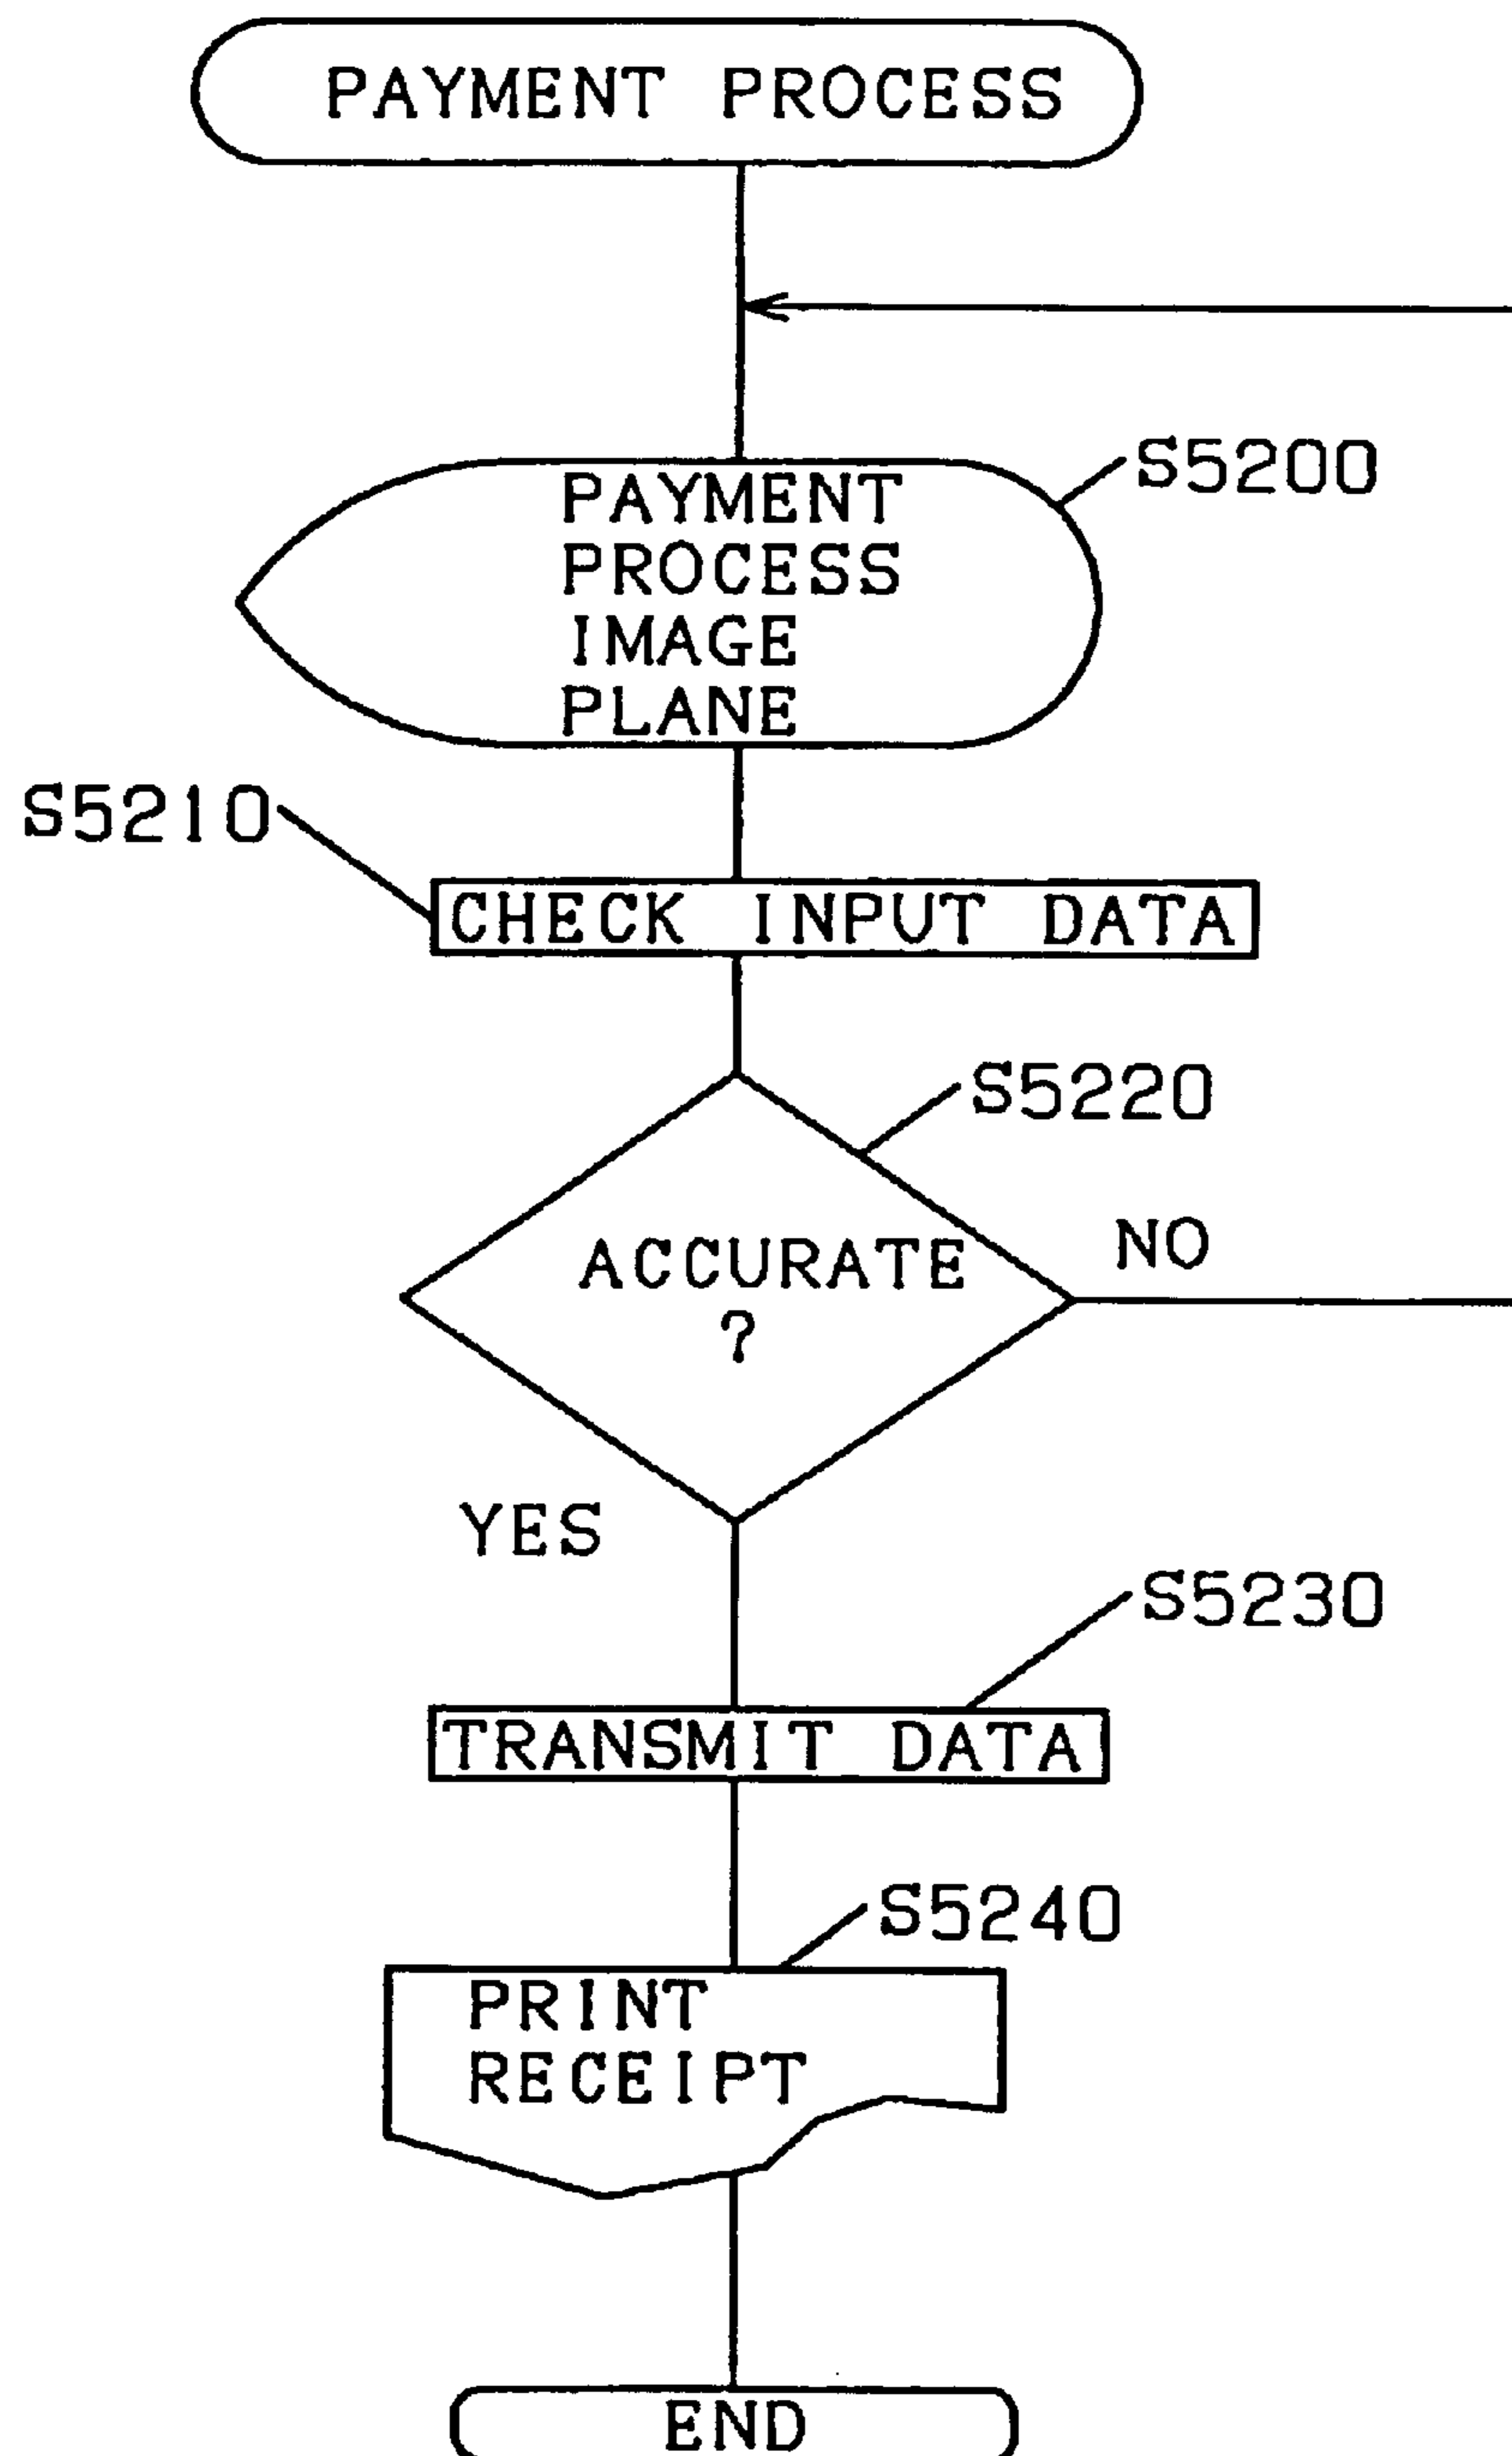 PAYMENT PROCESS
S5200
PAYMENT
PROCESS
IMAGE
PLANE
S5210
CHECK INPUT DATA
S5220
ACCURATE
?
NO
YES
S5230
TRANSMIT DATA
S5240
PRINT
RECEIPT
END